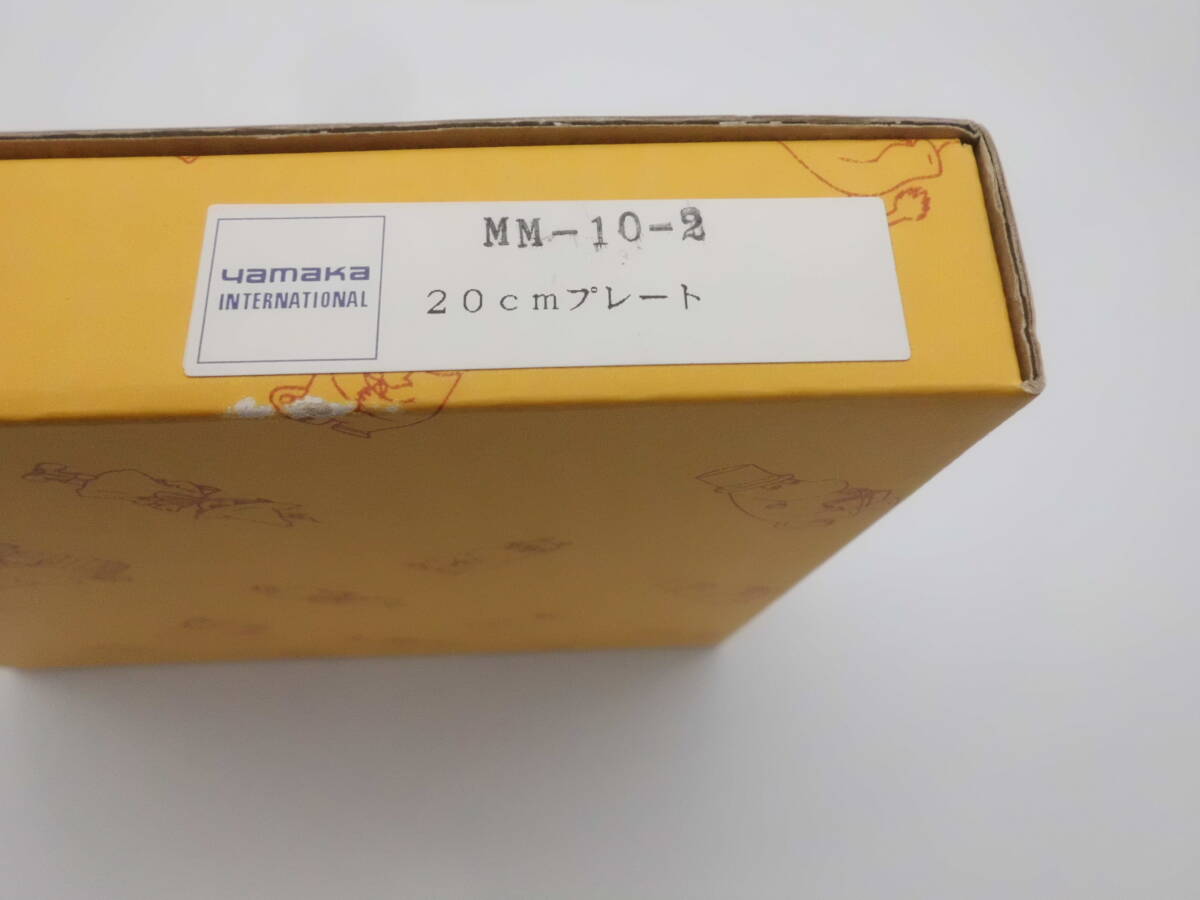 yamaka
INTERNATIONAL
MM-10-2
20cmプレート